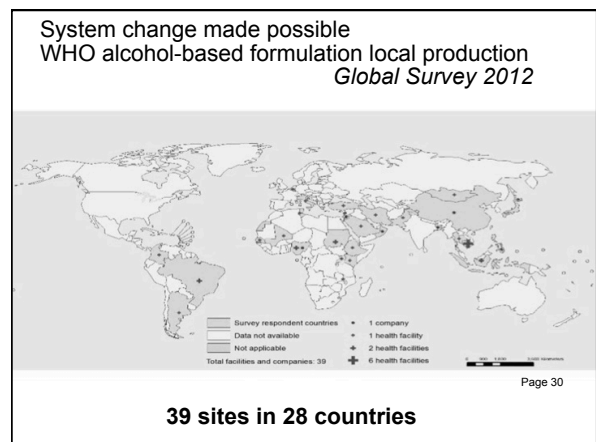 System change made possible
WHO alcohol-based formulation local production
Global Survey 2012
Survey respondent countries
Data not available
Not applicable
Total facilities and companies: 39
1 company
1 health facility
2 health facilities
6 health facilities
Page 30
39 sites in 28 countries